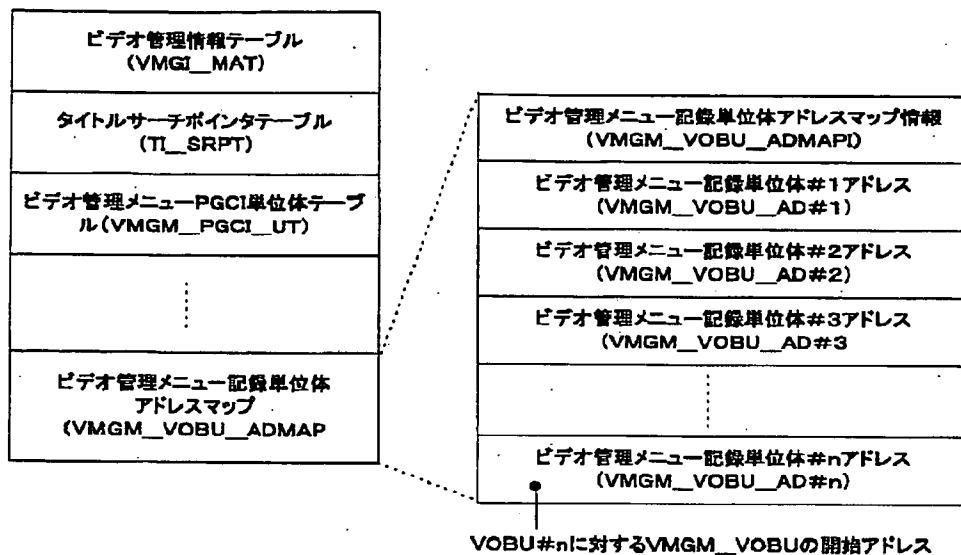 ビデオ管理情報テーブル
(VMGI__MAT)
タイトルサーチポインタテーブル
(TI__SRPT)
ビデオ管理メニューPGCI単位体テーブ
ル(VMGM__PGCI__UT)
ビデオ管理メニュー記録単位体
アドレスマップ
(VMGM__VOBU__ADMAP
ビデオ管理メニュー記録単位体アドレスマップ情報
(VMGM__VOBU__ADMAPI)
ビデオ管理メニュー記録単位体#1アドレス
(VMGM__VOBU__AD#1)
ビデオ管理メニュー記録単位体#2アドレス
(VMGM__VOBU__AD#2)
ビデオ管理メニュー記録単位体#3アドレス
(VMGM__VOBU__AD#3
ビデオ管理メニュー記録単位体#nアドレス
(VMGM__VOBU__AD#n)
VOBU#nに対するVMGM__VOBUの開始アドレス